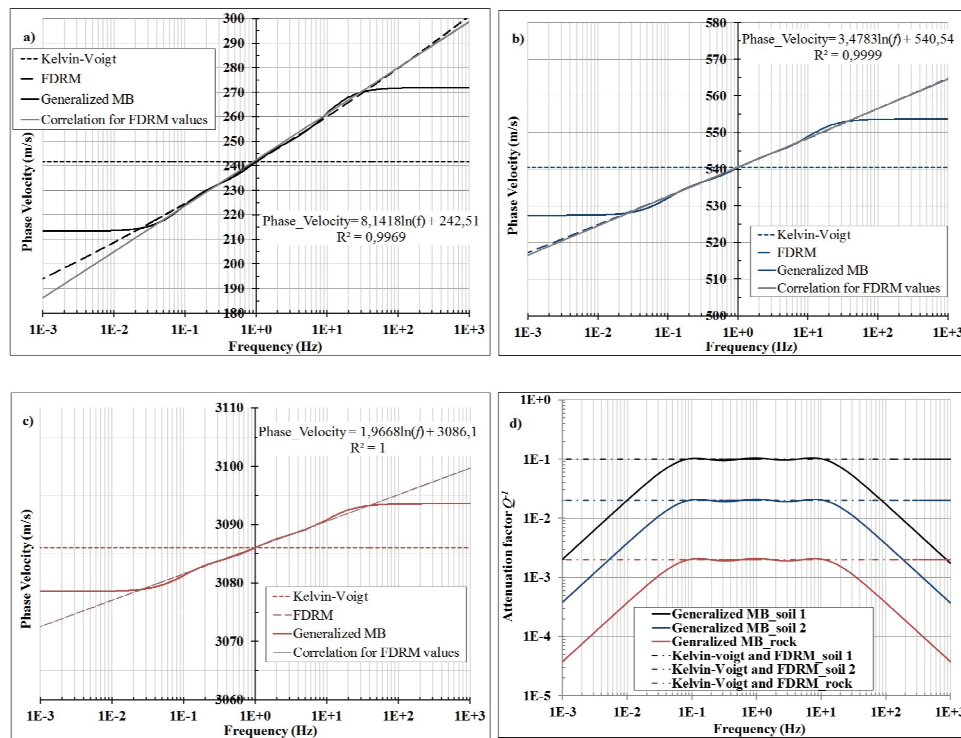 a)
Phase Velocity (m/s)
300
290
280
270
260
250
240
230
220
210
200
190
180
Kelvin-Voigt
FDRM
Generalized MB
Correlation for FDRM values
Phase_Velocity=8,1418ln(f)+ 242,51
R² = 0,9969
1E-3 1E-2 1E-1 1E+0 1E+1 1E+2 1E+3
Frequency (Hz)
b)
Phase Velocity (m/s)
580
570
560
550
540
530
520
510
500
Phase_Velocity=3,4783ln(f) + 540,54
R² = 0,9999
Kelvin-Voigt
FDRM
Generalized MB
Correlation for FDRM values
1E-3 1E-2 1E-1 1E+0 1E+1 1E+2 1E+3
Frequency (Hz)
c)
Phase Velocity (m/s)
3110
3100
3090
3080
3070
3060
Phase_Velocity = 1,9668ln(f)+ 3086,1
R² = 1
Kelvin-Voigt
FDRM
Generalized MB
Correlation for FDRM values
1E-3 1E-2 1E-1 1E+0 1E+1 1E+2 1E+3
Frequency (Hz)
d)
Attenuation factor Q⁻¹
1E+0
1E-1
1E-2
1E-3
1E-4
1E-5
Generalized MB_soil 1
Generalized MB_soil 2
Genralized MB_rock
Kelvin-voigt and FDRM_soil 1
Kelvin-Voigt and FDRM_soil 2
Kelvin-Voigt and FDRM_rock
1E-3 1E-2 1E-1 1E+0 1E+1 1E+2 1E+3
Frequency (Hz)